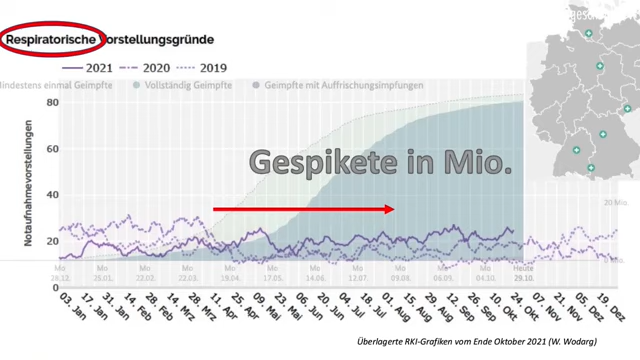 Respiratorische Vorstellungsgründe
2021 2020 2019
indestens einmal Geimpfte Vollständig Geimpfte Geimpfte mit Auffrischungsimpfungen
80
60
40
20
0
Notaufnahmevorstellungen
Gespikete in Mio.
20 Mio.
Mo Mo Mo Mo Mo Mo Mo Mo Mo Mo Mo Heute
28.12. 25.01. 22.02. 22.03. 19.04. 17.05. 14.06. 12.07. 09.08. 06.09. 04.10. 29.10.
03. Jan 17. Jan 31. Jan 14. Feb 28. Feb 14. Mrz 28. Mrz 11. Apr 25. Apr 09. Mai 23. Mai 06. Jun 20. Jun 04. Jul 18. Jul 01. Aug 15. Aug 29. Aug 12. Sep 26. Sep 10. Okt 24. Okt 07. Nov 21. Nov 05. Dez 19. Dez
Überlagerte RKI-Grafiken vom Ende Oktober 2021 (W. Wodarg)